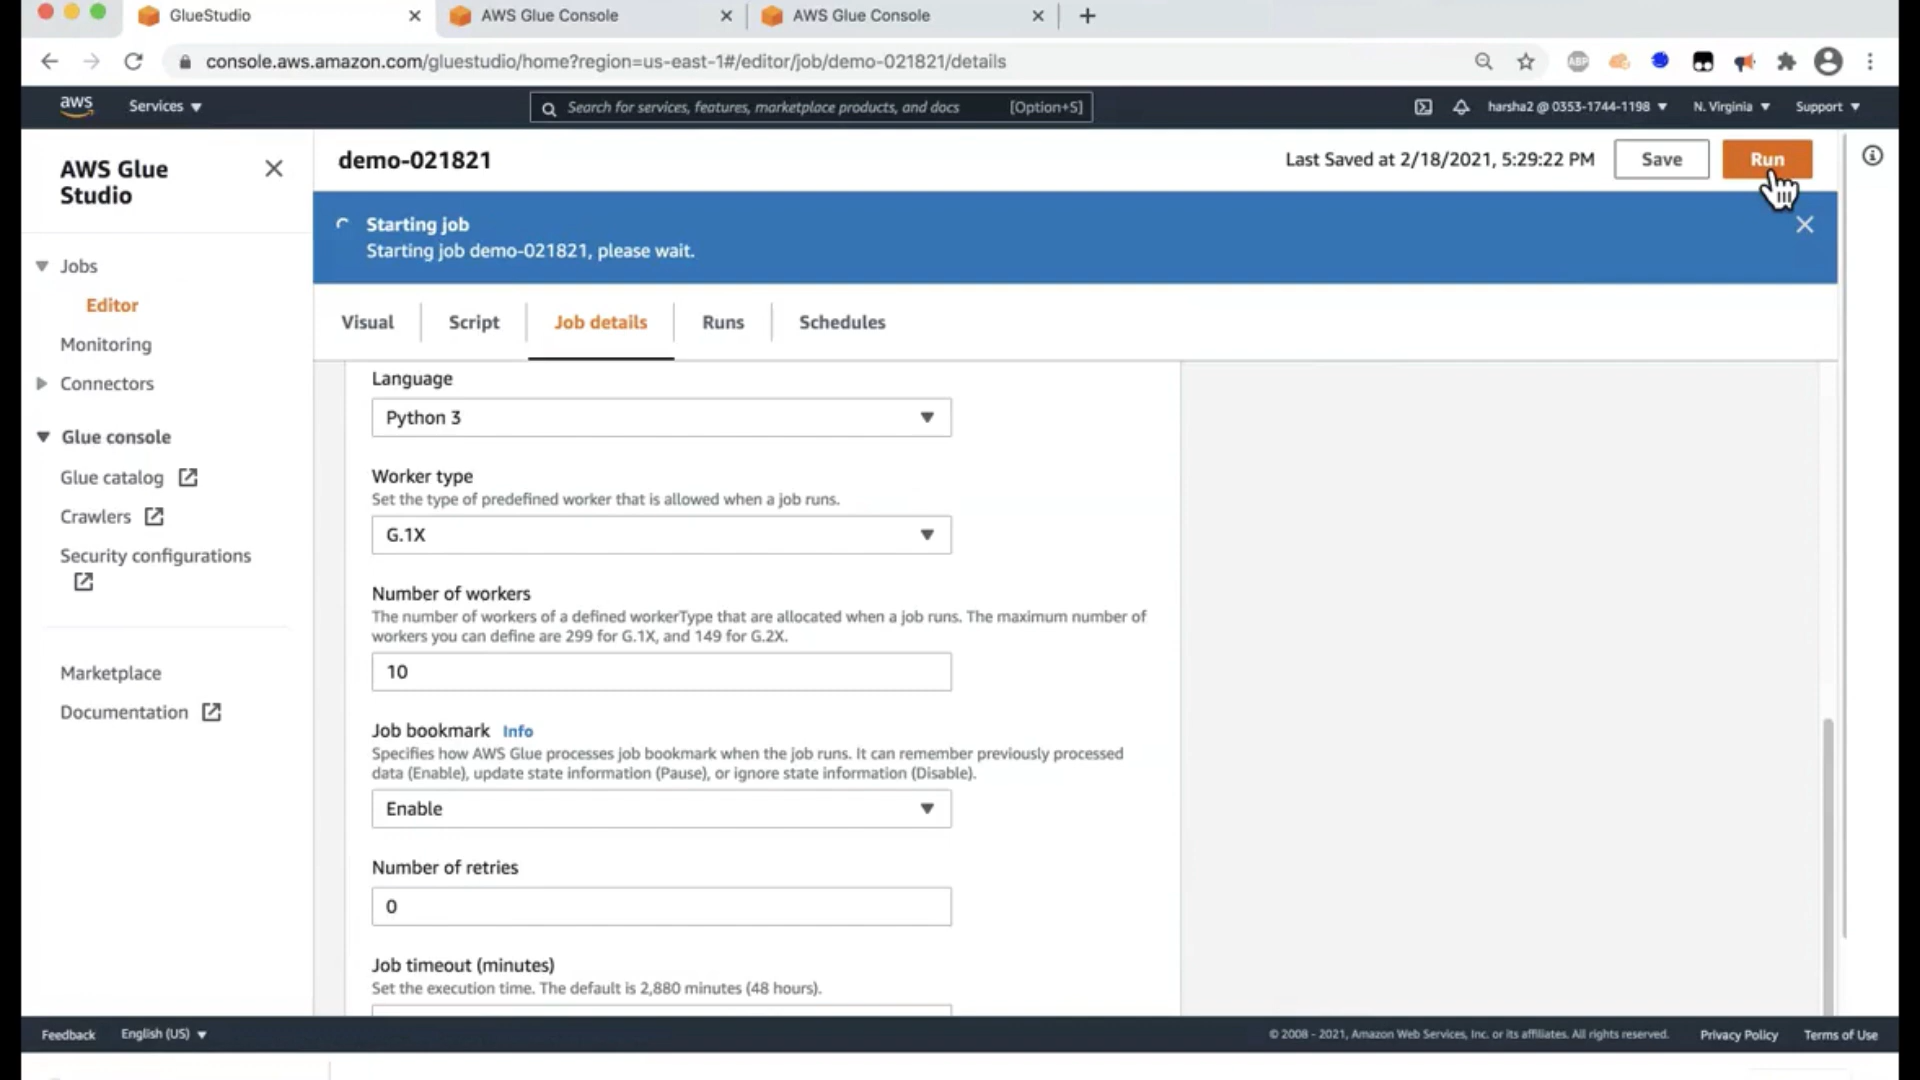 GlueStudio
AWS Glue Console
AWS Glue Console
console.aws.amazon.com/gluestudio/home?region=us-east-1#/editor/job/demo-021821/details
ABP
aws
Services
Search for services, features, marketplace products, and docs
[Option+S]
harsha2 @ 0353-1744-1198
N. Virginia
Support
AWS Glue
Studio
Jobs
Editor
Monitoring
Connectors
Glue console
Glue catalog
Crawlers
Security configurations
Marketplace
Documentation
demo-021821
Last Saved at 2/18/2021, 5:29:22 PM
Save
Run
Starting job
Starting job demo-021821, please wait.
Visual
Script
Job details
Runs
Schedules
Language
Python 3
Worker type
Set the type of predefined worker that is allowed when a job runs.
G.1X
Number of workers
The number of workers of a defined workerType that are allocated when a job runs. The maximum number of
workers you can define are 299 for G.1X, and 149 for G.2X.
10
Job bookmark Info
Specifies how AWS Glue processes job bookmark when the job runs. It can remember previously processed
data (Enable), update state information (Pause), or ignore state information (Disable).
Enable
Number of retries
0
Job timeout (minutes)
Set the execution time. The default is 2,880 minutes (48 hours).
Feedback
English (US)
© 2008 - 2021, Amazon Web Services, Inc. or its affiliates. All rights reserved.
Privacy Policy
Terms of Use